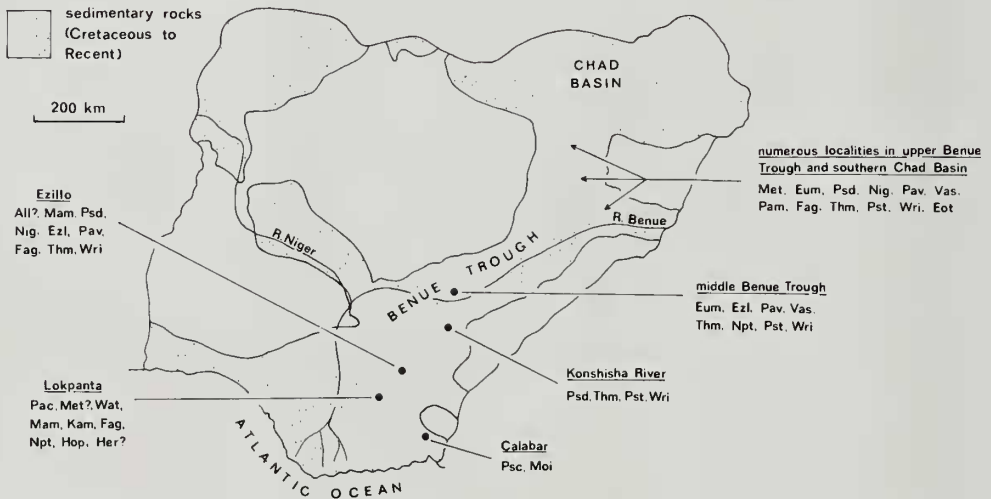 sedimentary rocks
(Cretaceous to
Recent)
200 km
CHAD
BASIN
numerous localities in upper Benue
Trough and southern Chad Basin
Met. Eum, Psd, Nig. Pav. Vas.
Pam. Fag. Thm, Pst. Wri. Eot
Ezillo
All?, Mam, Psd,
Nig. Ezl, Pav,
Fag. Thm, Wri
R.Niger
R. Benue
BENUE TROUGH
middle Benue Trough
Eum, Ezl, Pav. Vas.
Thm. Npt, Pst. Wri
Konshisha River
Psd, Thm, Pst. Wri
Lokpanta
Pac, Met?, Wat,
Mam, Kam, Fag,
Npt, Hop, Her?
Calabar
Psc, Moi
ATLANTIC OCEAN